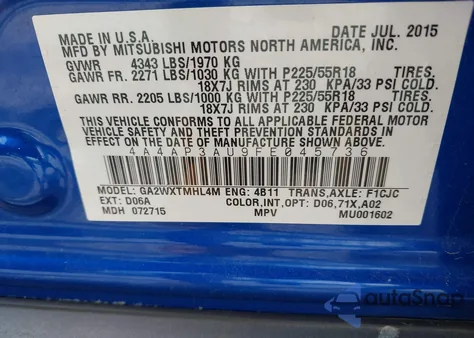 MADE IN U.S.A. DATE JUL. 2015
MFD BY MITSUBISHI MOTORS NORTH AMERICA, INC.
GVWR 4343 LBS/1970 KG
GAWR FR. 2271 LBS/1030 KG WITH P225/55R18 TIRES,
18X7J RIMS AT 230 KPA/33 PSI COLD.
GAWR RR. 2205 LBS/1000 KG WITH P225/55R18 TIRES,
18X7J RIMS AT 230 KPA/33 PSI COLD.
THIS VEHICLE CONFORMS TO ALL APPLICABLE FEDERAL MOTOR
VEHICLE SAFETY AND THEFT PREVENTION STANDARDS IN EFFECT
ON THE DATE OF MANUFACTURE SHOWN ABOVE.
4A4AP3AU9FE045736
MODEL: GA2WXTMHL4M ENG: 4B11 TRANS,AXLE: F1CJC
EXT: D06A COLOR,INT,OPT: D06,71X,A02
MDH 072715 MPV MU001602
autoSnap